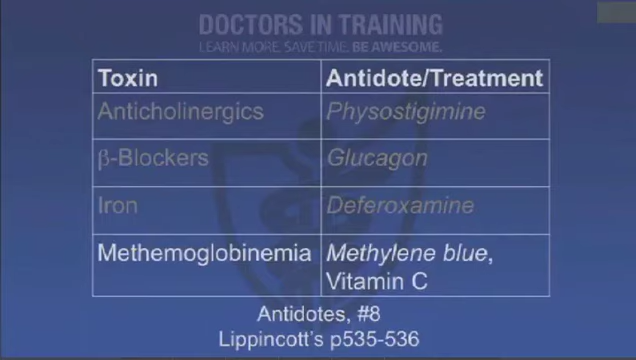 DOCTORS IN TRAINING
LEARN MORE. SAVE TIME. BE AWESOME.
Toxin Antidote/Treatment
Anticholinergics Physostigimine
β-Blockers Glucagon
Iron Deferoxamine
Methemoglobinemia Methylene blue,
Vitamin C
Antidotes, #8
Lippincott's p535-536